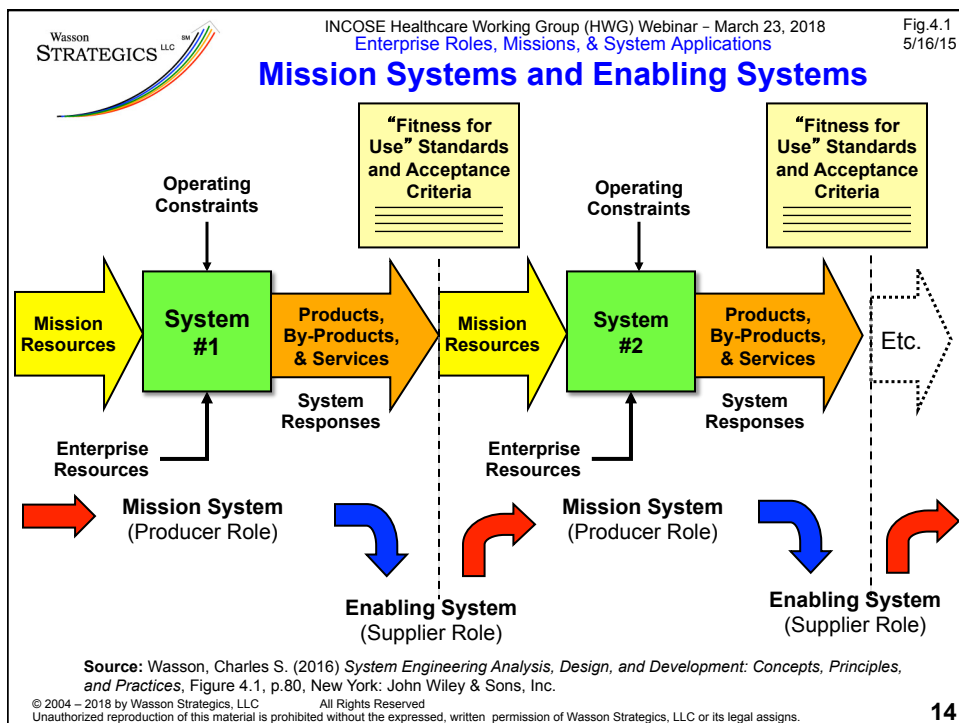 Wasson
STRATEGICS LLC SM
INCOSE Healthcare Working Group (HWG) Webinar – March 23, 2018
Enterprise Roles, Missions, & System Applications
Mission Systems and Enabling Systems
Fig.4.1
5/16/15
“Fitness for
Use” Standards
and Acceptance
Criteria
“Fitness for
Use” Standards
and Acceptance
Criteria
Operating
Constraints
Operating
Constraints
Mission
Resources
System
#1
Products,
By-Products,
& Services
Mission
Resources
System
#2
Products,
By-Products,
& Services
Etc.
System
Responses
System
Responses
Enterprise
Resources
Enterprise
Resources
Mission System
(Producer Role)
Mission System
(Producer Role)
Enabling System
(Supplier Role)
Enabling System
(Supplier Role)
Source: Wasson, Charles S. (2016) System Engineering Analysis, Design, and Development: Concepts, Principles,
and Practices, Figure 4.1, p.80, New York: John Wiley & Sons, Inc.
© 2004 – 2018 by Wasson Strategics, LLC All Rights Reserved
Unauthorized reproduction of this material is prohibited without the expressed, written permission of Wasson Strategics, LLC or its legal assigns.
14